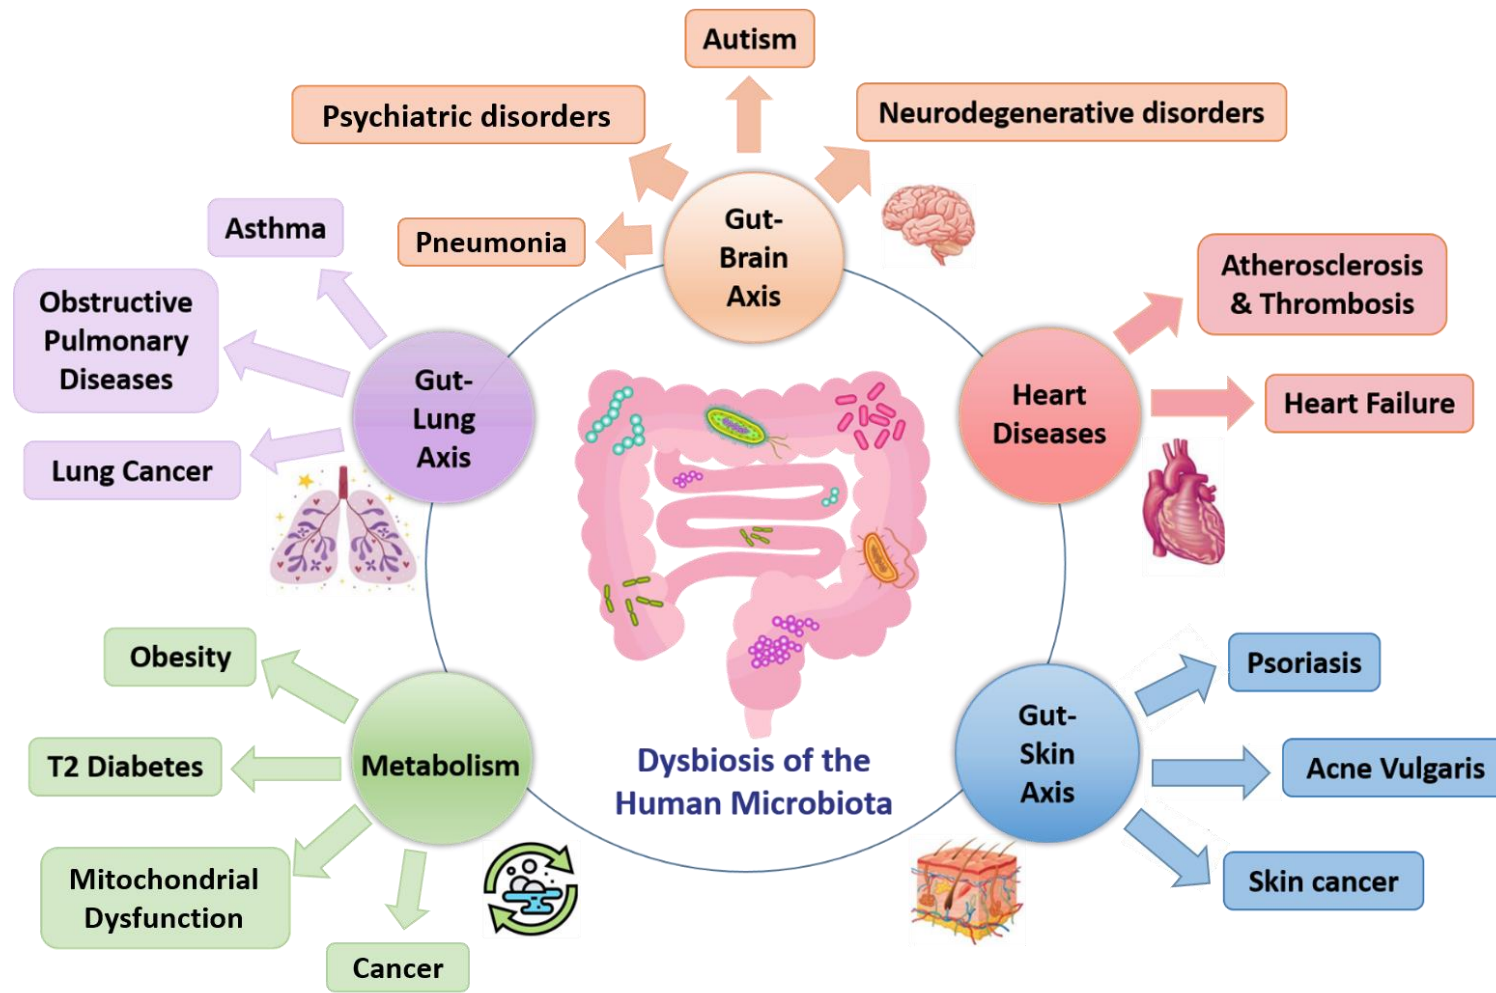 Autism
Psychiatric disorders
Neurodegenerative disorders
Pneumonia
Gut-
Brain
Axis
Asthma
Obstructive
Pulmonary
Diseases
Lung Cancer
Gut-
Lung
Axis
Atherosclerosis
& Thrombosis
Heart Failure
Heart
Diseases
Obesity
T2 Diabetes
Mitochondrial
Dysfunction
Cancer
Metabolism
Dysbiosis of the
Human Microbiota
Gut-
Skin
Axis
Psoriasis
Acne Vulgaris
Skin cancer